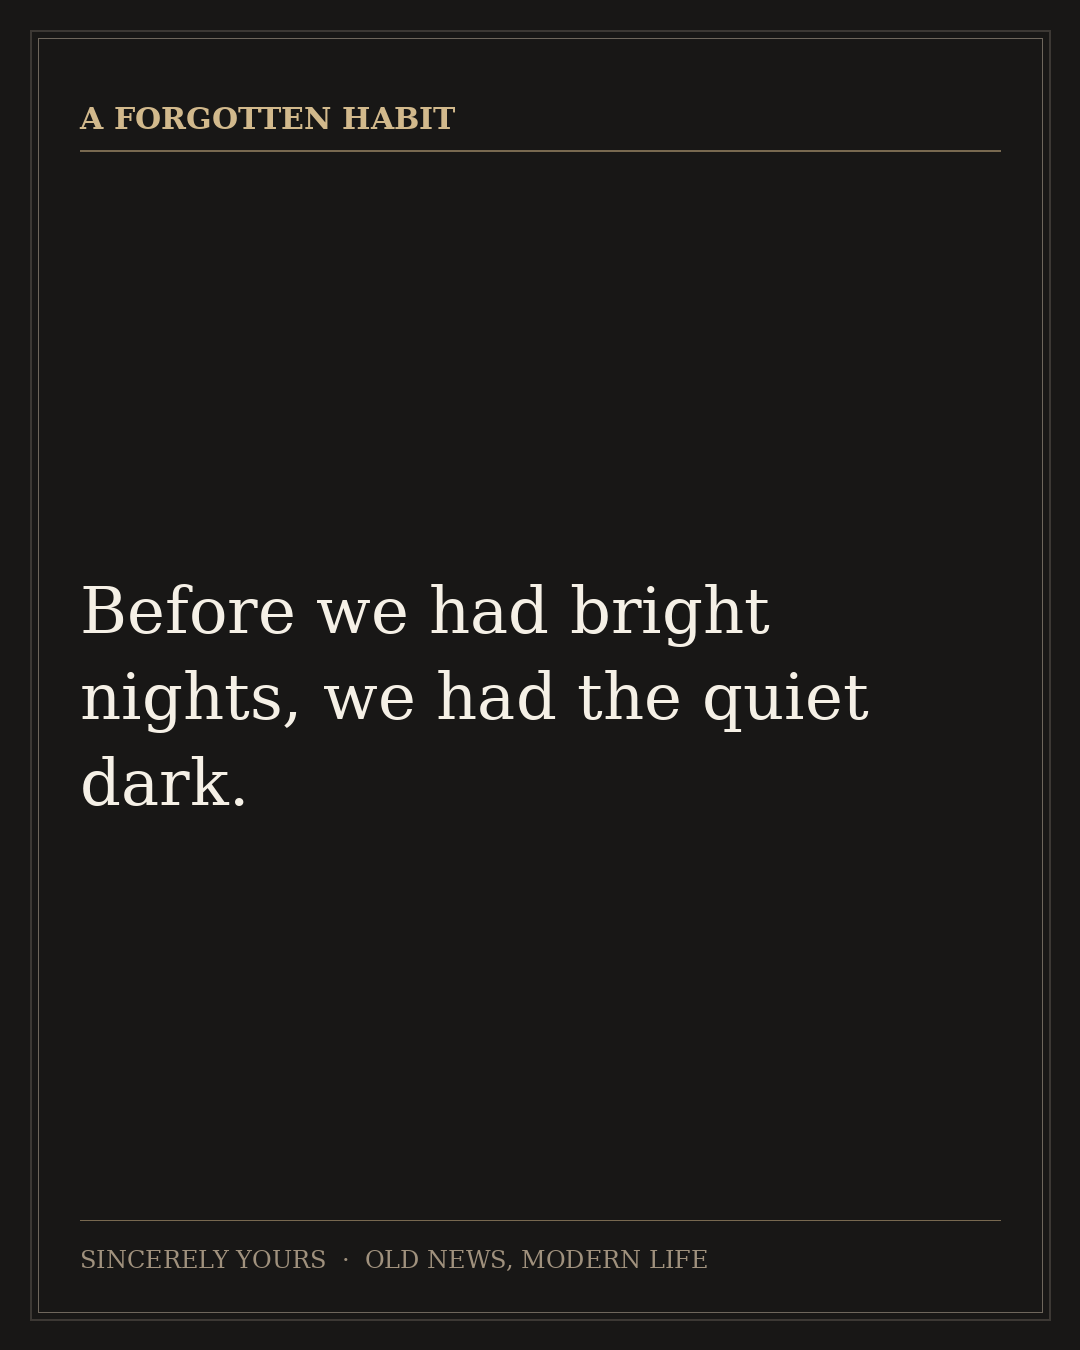 A FORGOTTEN HABIT
Before we had bright
nights, we had the quiet
dark.
SINCERELY YOURS · OLD NEWS, MODERN LIFE